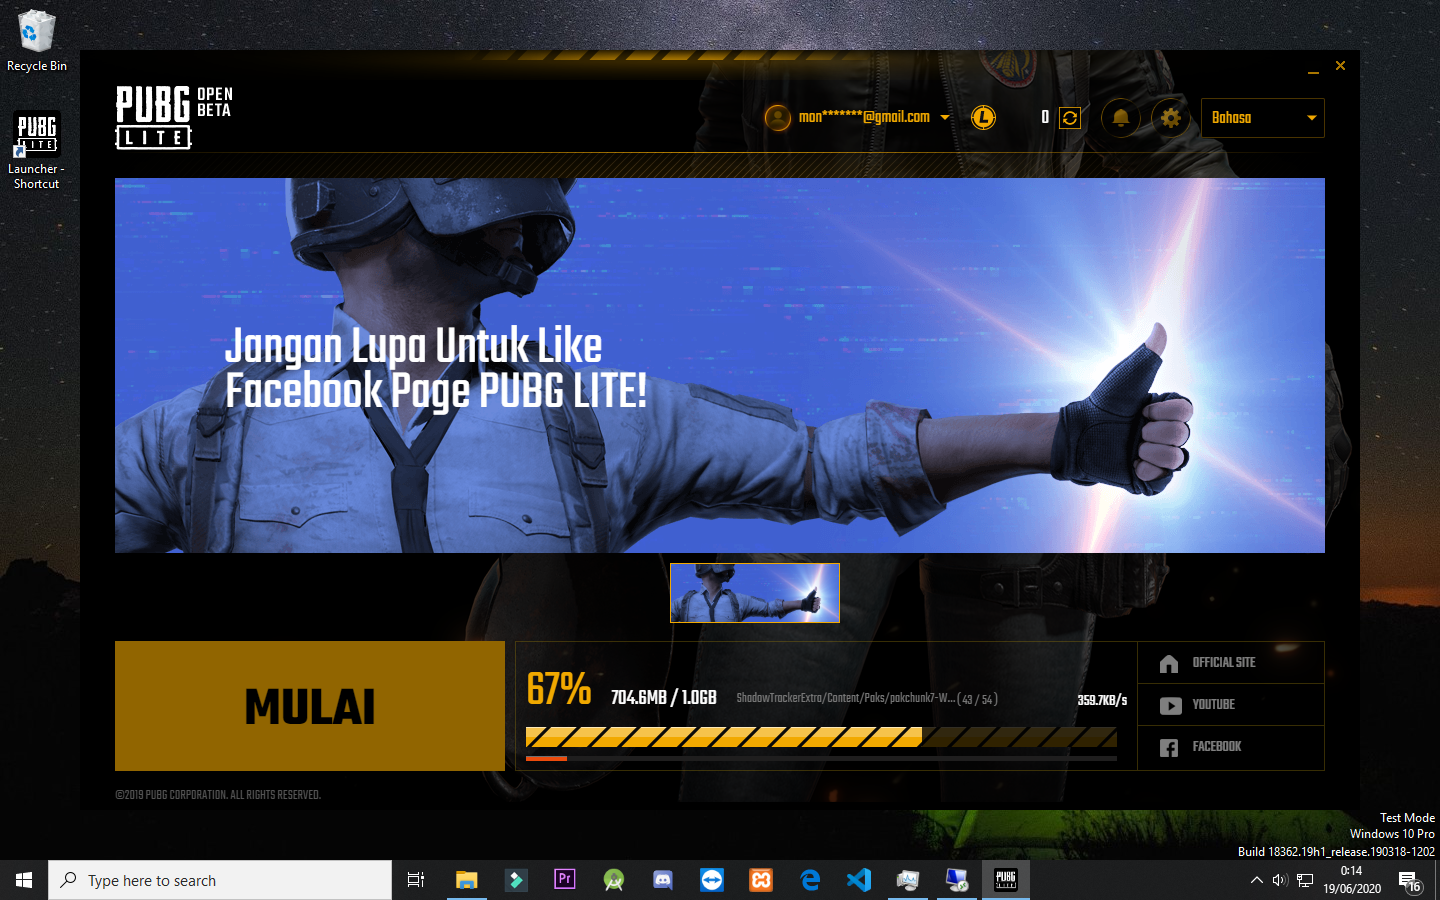 Recycle Bin
Launcher -
Shortcut
PUBG
LITE
PUBG OPEN
BETA
LITE
mon*******@gmail.com
L
0
Bahasa
Jangan Lupa Untuk Like
Facebook Page PUBG LITE!
MULAI
67% 704.6MB / 1.0GB ShadowTrackerExtra/Content/Paks/pakchunk7-W... ( 43 / 54 ) 359.7KB/s
OFFICIAL SITE
YOUTUBE
FACEBOOK
©2019 PUBG CORPORATION. ALL RIGHTS RESERVED.
Test Mode
Windows 10 Pro
Build 18362.19h1_release.190318-1202
Type here to search
Pr
PUBG
LITE
0:14
19/06/2020
16